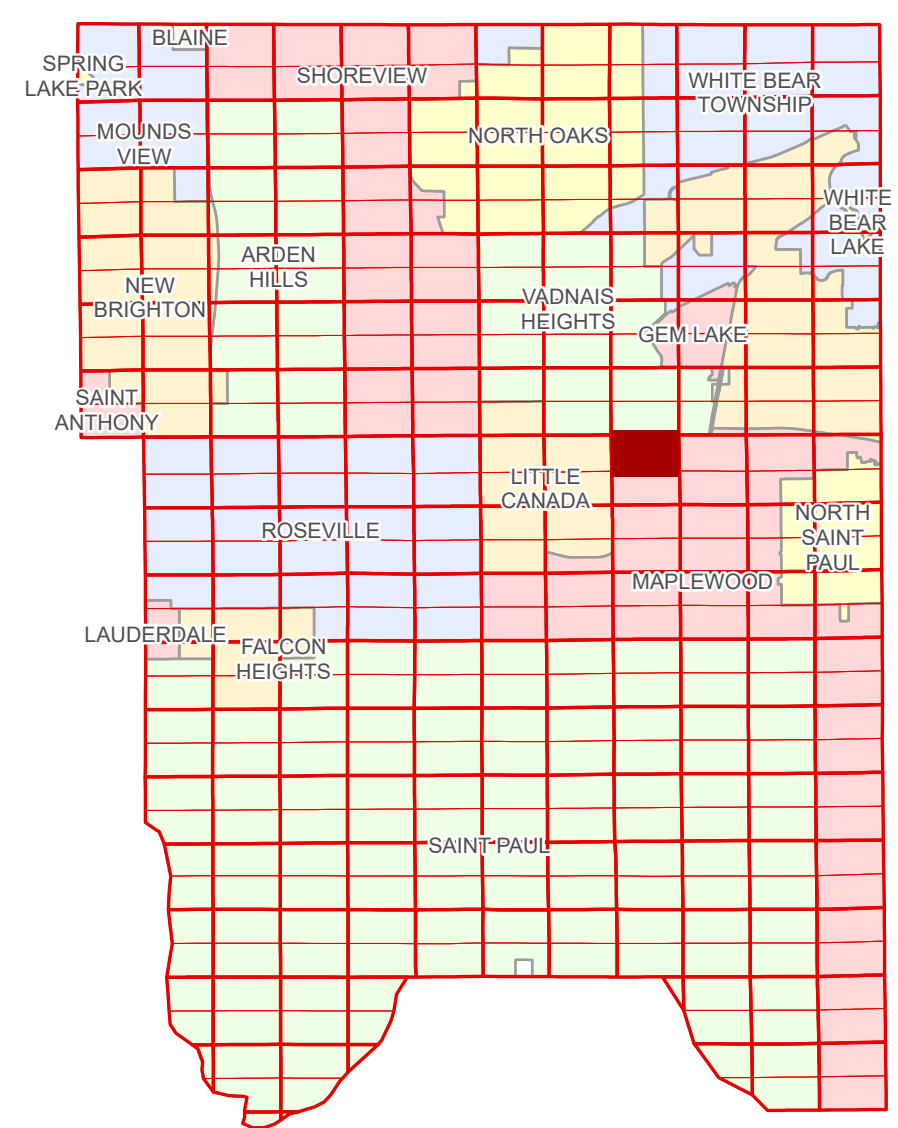 BLAINE
SPRING
LAKE PARK
SHOREVIEW
WHITE BEAR
TOWNSHIP
MOUNDS
VIEW
NORTH OAKS
WHITE
BEAR
LAKE
ARDEN
HILLS
NEW
BRIGHTON
VADNAIS
HEIGHTS
GEM LAKE
SAINT
ANTHONY
LITTLE
CANADA
NORTH
SAINT
PAUL
ROSEVILLE
MAPLEWOOD
LAUDERDALE
FALCON
HEIGHTS
SAINT PAUL